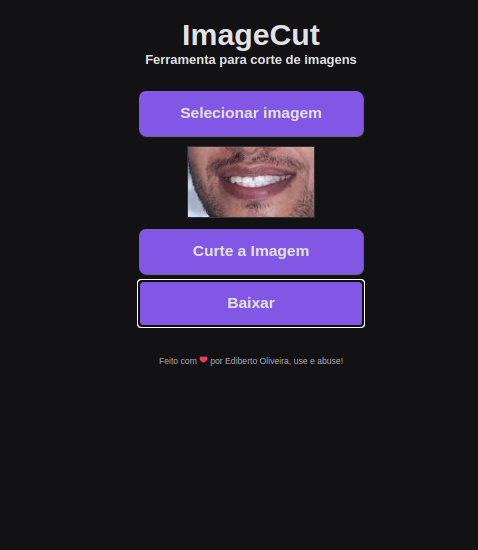 ImageCut
Ferramenta para corte de imagens
Selecionar imagem
Curte a Imagem
Baixar
Feito com ❤ por Ediberto Oliveira, use e abuse!